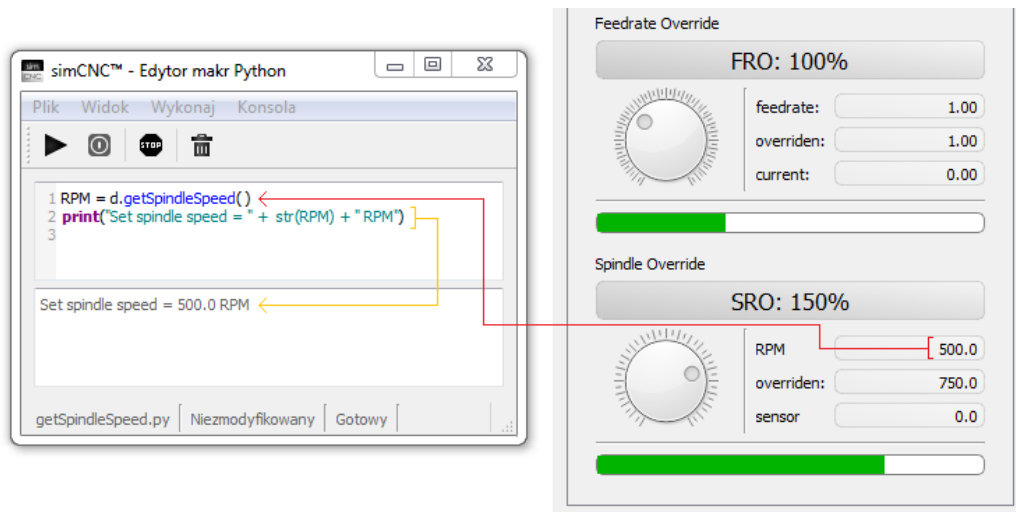 sim
CNC
simCNC™ - Edytor makr Python
Plik Widok Wykonaj Konsola
STOP
1 RPM = d.getSpindleSpeed()
2 print("Set spindle speed = " + str(RPM) + " RPM")
3
Set spindle speed = 500.0 RPM
getSpindleSpeed.py Niezmodyfikowany Gotowy
Feedrate Override
FRO: 100%
feedrate: 1.00
overriden: 1.00
current: 0.00
Spindle Override
SRO: 150%
RPM 500.0
overriden: 750.0
sensor 0.0